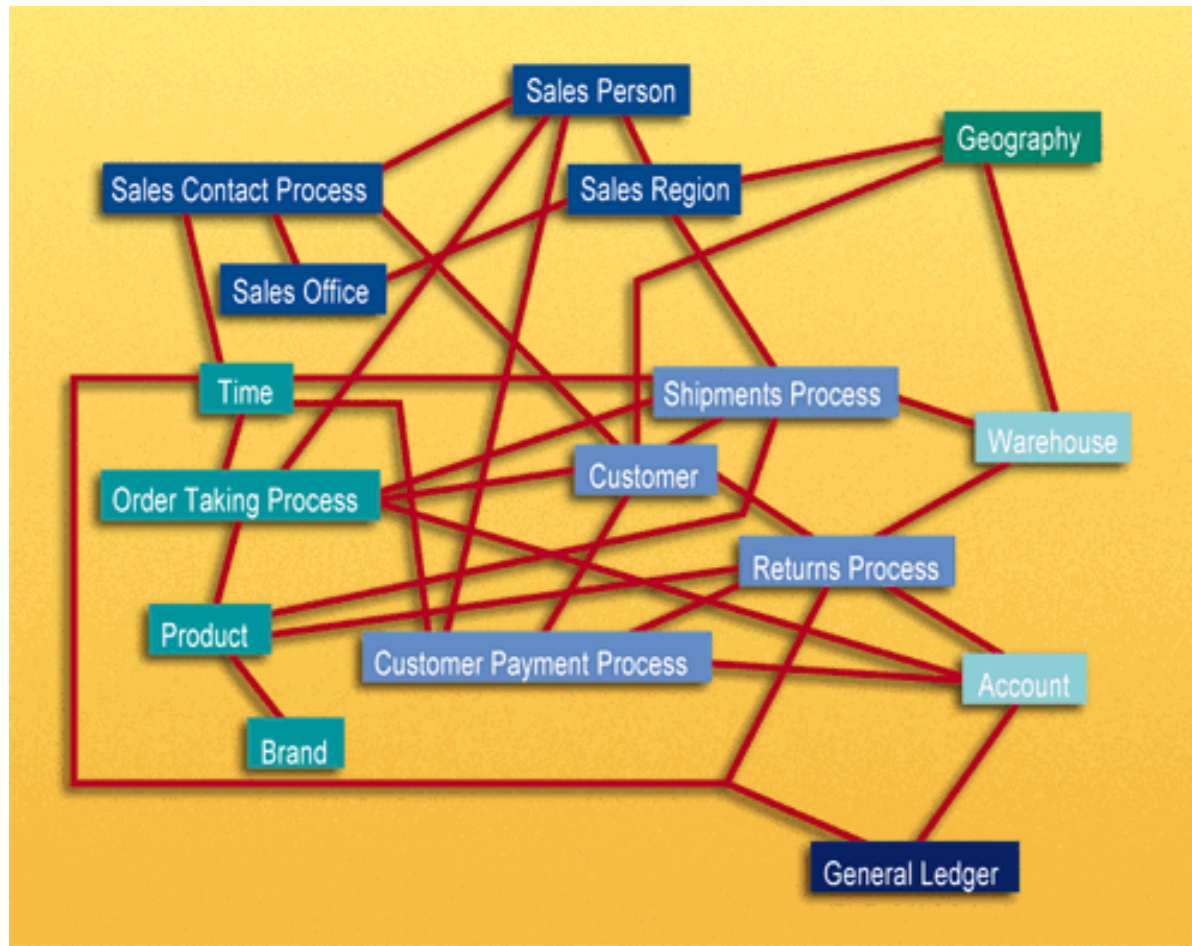 Sales Person
Geography
Sales Contact Process
Sales Region
Sales Office
Time
Shipments Process
Warehouse
Customer
Order Taking Process
Returns Process
Product
Customer Payment Process
Account
Brand
General Ledger